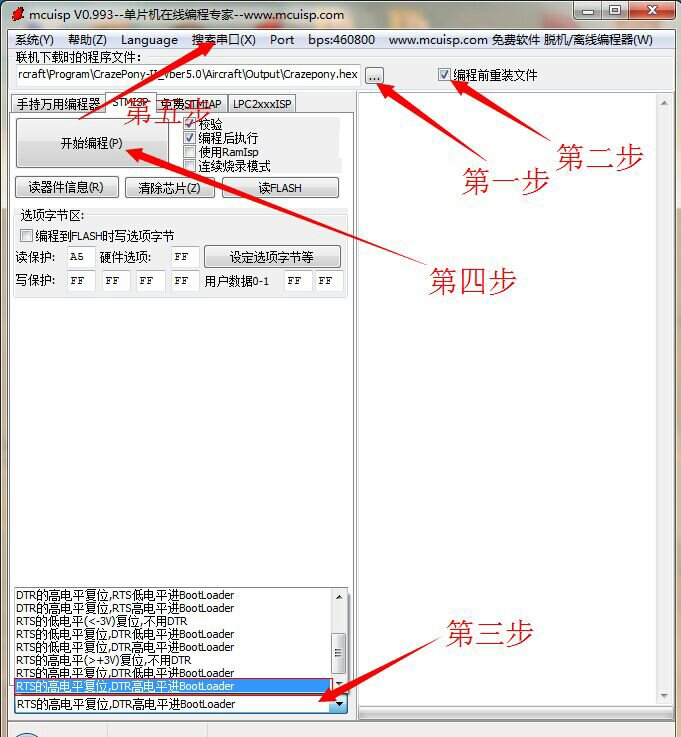 mcuisp V0.993--单片机在线编程专家--www.mcuisp.com
系统(Y) 帮助(Z) Language 搜索串口(X) Port bps:460800 www.mcuisp.com 免费软件 脱机/离线编程器(W)
联机下载时的程序文件:
rcraft\Program\CrazePony-II_Ver5.0\Aircraft\Output\Crazepony.hex ... 编程前重装文件
手持万用编程器 STMISP 免费STMIAP LPC2xxxISP
第五步
第二步
第一步
开始编程(P)
校验
编程后执行
使用RamIsp
连续烧录模式
读器件信息(R) 清除芯片(Z) 读FLASH
选项字节区:
编程到FLASH时写选项字节
第四步
读保护: A5 硬件选项: FF 设定选项字节等
写保护: FF FF FF FF 用户数据0-1 FF FF
DTR的高电平复位,RTS低电平进BootLoader
DTR的高电平复位,RTS高电平进BootLoader
RTS的低电平(<-3V)复位,不用DTR
RTS的低电平复位,DTR低电平进BootLoader
RTS的低电平复位,DTR高电平进BootLoader
RTS的高电平(>+3V)复位,不用DTR
RTS的高电平复位,DTR低电平进BootLoader
RTS的高电平复位,DTR高电平进BootLoader
第三步
RTS的高电平复位,DTR高电平进BootLoader